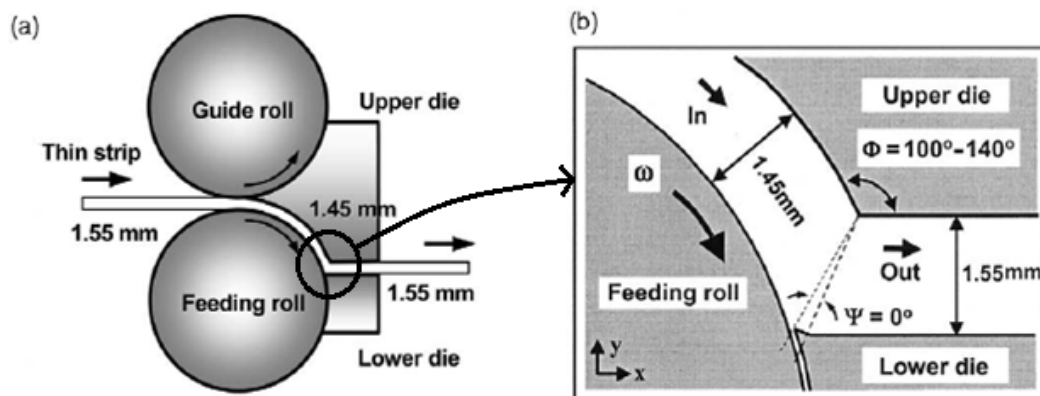 (a)
Guide roll
Upper die
Thin strip
1.45 mm
1.55 mm
Feeding roll
1.55 mm
Lower die
(b)
In
Upper die
Φ = 100°-140°
1.45mm
ω
Out
1.55mm
Feeding roll
Ψ = 0°
y
x
Lower die